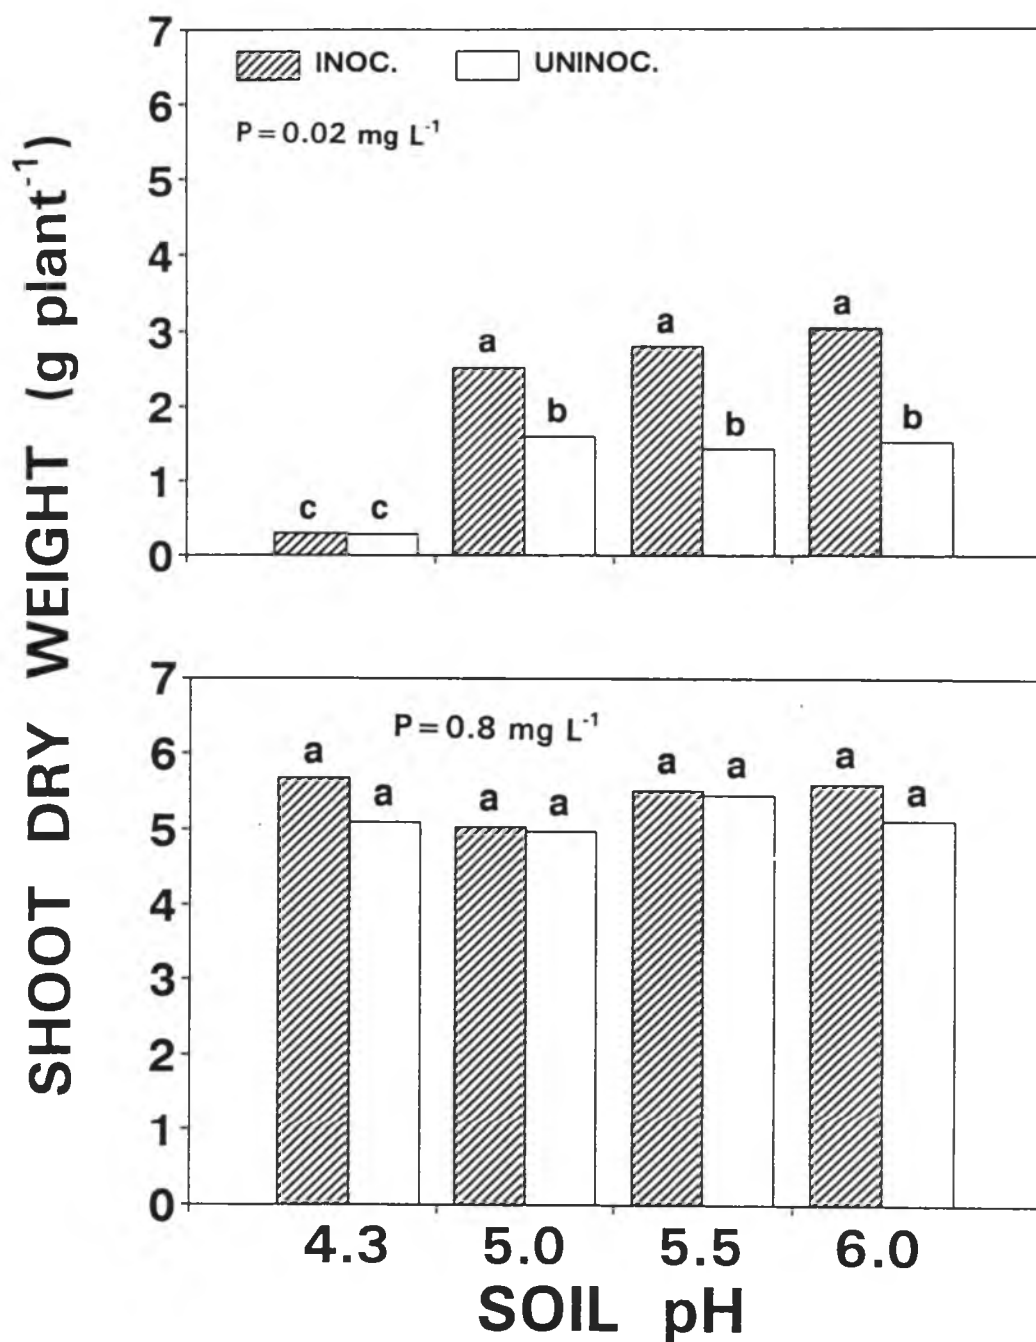 SHOOT DRY WEIGHT (g plant⁻¹)
7
INOC.
UNINOC.
6
P=0.02 mg L⁻¹
5
4
3
a
a
a
2
b
b
b
1
c
c
0
7
P=0.8 mg L⁻¹
6
a
a
a
a
a
a
a
a
5
4
3
2
1
0
4.3
5.0
5.5
6.0
SOIL pH